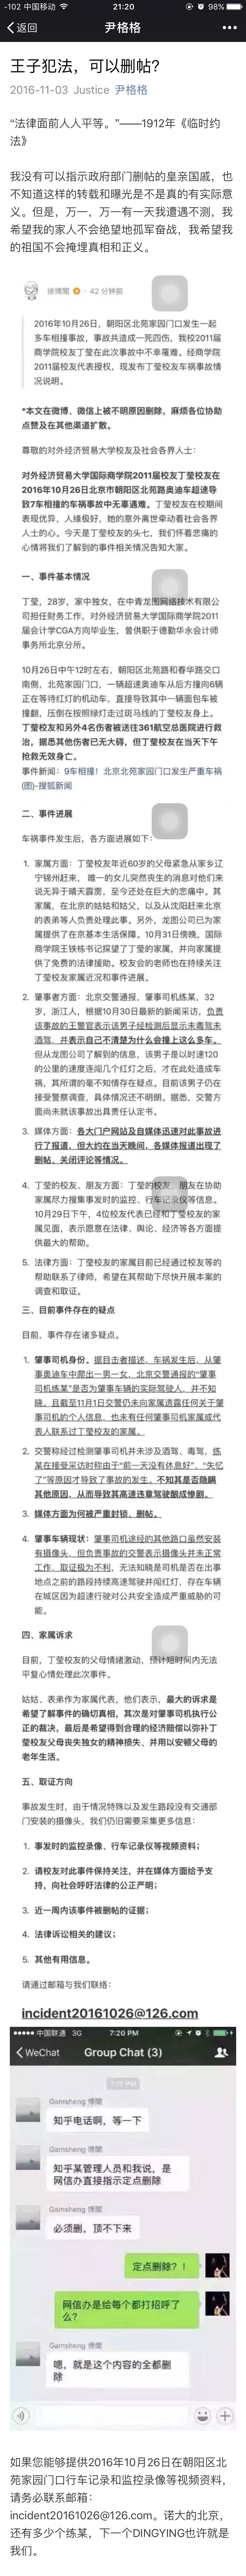 -102 中国移动 21:20 98%
返回 尹格格
王子犯法，可以删帖？
2016-11-03 Justice 尹格格
“法律面前人人平等。”——1912年《临时约
法》
我没有可以指示政府部门删帖的皇亲国戚，也
不知道这样的转载和曝光是不是真的有实际意
义。但是，万一，万一有一天我遭遇不测，我
希望我的家人不会绝望地孤军奋战，我希望我
的祖国不会掩埋真相和正义。
徐博闻 · 42 分钟前
2016年10月26日，朝阳区北苑家园门口发生一起
多车相撞事故，事故共造成一死四伤，我校2011届
商学院校友丁莹在此次事故中不幸罹难。经商学院
2011届校友代表授权，现发布丁莹校友车祸事故情
况说明。
*本文在微博、微信上被不明原因删除，麻烦各位协助
点赞及在其他渠道扩散。
尊敬的对外经济贸易大学校友及社会各界人士：
对外经济贸易大学国际商学院2011届校友丁莹校友在
2016年10月26日北京市朝阳区北苑路奥迪车超速导
致7车相撞的车祸事故中无辜遇难。丁莹校友在校期间
表现优异，人缘极好，她的意外离世牵动着社会各界
人士的心。今天是丁莹校友的头七，我们怀着悲痛的
心情将我们了解到的事件相关情况告知大家。
一、事件基本情况
丁莹，28岁，家中独女，在中青龙图网络技术有限公
司担任财务工作，对外经济贸易大学国际商学院2011
届会计学CGA方向毕业生，曾供职于德勤华永会计师
事务所北京分所。
10月26日中午12时左右，朝阳区北苑路和春华路交口
南侧，北苑家园门口，一辆超速奥迪车从后方撞向6辆
正在等待红灯的机动车，直接导致其中一辆面包车被
撞翻，压倒在按照绿灯走过斑马线的丁莹校友身上。
丁莹校友和另外4名伤者被送往361航空总医院进行救
治，据悉其他伤者已无大碍，但丁莹校友在当天下午
抢救无效身亡。
事件新闻：9车相撞！北京北苑家园门口发生严重车祸
(图)-搜狐新闻
二、事件进展
车祸事件发生后，各方面进展如下：
1. 家属方面：丁莹校友年近60岁的父母紧急从家乡辽
宁锦州赶来， 唯一的女儿突然丧生的消息对他们来
说无异于晴天霹雳，至今还处在巨大的悲痛中。其
家属，在北京的姑姑和姑父，以及从沈阳赶来北京
的表弟等人负责处理此事。另外，龙图公司已为家
属提供了在京基本生活保障。10月31日傍晚，国际
商学院王铁栋书记探望了丁莹的家属，并向家属提
供了免费的法律援助。校友会的老师也在持续关注
丁莹校友家属近况和事件进展。
2. 肇事者方面：北京交警通报，肇事司机练某，32
岁，浙江人，根据10月30日最新的新闻采访，负责
该事故的王警官表示该男子经检测后显示未毒驾未
酒驾，并表示自己不清楚为什么会撞上这么多车。
但从龙图公司了解到的信息，该男子是以时速120
的公里的速度连闯几个红灯之后，才在此处造成车
祸，其所谓的毫不知情存在疑点。目前该男子仍在
接受警察调查，具体情况还不明朗。据悉，交警方
面尚未就该事故出具责任认定书。
3. 媒体方面：各大门户网站及自媒体迅速对此事故进
行了报道，但大约在当天晚间，各媒体报道出现了
删帖、关闭评论等情况。
4. 丁莹的校友、朋友方面：丁莹的校友、朋友在协助
家属尽力搜集事发时的监控、行车记录仪等信息。
10月29日下午，4位校友代表已经和丁莹校友的家
属见面，表示愿意在法律、舆论、经济等各方面提
供最大的帮助。
5. 法律方面：丁莹校友的家属目前已经通过校友等的
帮助联系了律师，希望在其帮助下尽快开展本案的
调查和取证。
三、目前事件存在的疑点
目前，事件存在诸多疑点。
1. 肇事司机身份。据目击者描述，车祸发生后，从肇
事奥迪车中爬出一男一女，北京交警通报中的“肇事
司机练某”是否为肇事车辆的实际驾驶人，并不知
晓。且截至11月1日交警仍未向家属透露任何关于肇
事司机的个人信息，也未有任何肇事司机家属或代
表人联系过丁莹校友的家属。
2. 交警称经过检测肇事司机并未涉及酒驾、毒驾，练
某在接受采访时称由于“前一天没有休息好”、“失忆
了”等原因才导致了事故的发生。不知其是否隐瞒
其他原因，从而导致其高速违章驾驶酿成惨剧。
3. 媒体方面为何被严重封锁、删帖。
4. 肇事车辆现状：肇事司机途经的其他路口虽然安装
有摄像头，但负责事故的交警表示摄像头并未正常
工作，取证极为不利，无法知晓是司机是否在出事
地点之前的路段持续高速驾驶并闯红灯，存在车辆
在城区因为超速行驶对公共安全造成严重威胁的可
能。
四、家属诉求
目前，丁莹校友的父母情绪激动，预计短时间内无法
平复心情处理此次事件。
姑姑、表弟作为家属代表，他们表示，最大的诉求是
希望了解事件的确切真相，其次是对肇事司机执行公
正的裁决，最后是希望得到合理的经济赔偿以弥补丁
莹校友父母丧失独女的精神损失、并用以安顿父母的
老年生活。
五、取证方向
事故发生时，由于情况特殊以及发生路段没有交通部
门安装的摄像头，我们仍旧需要采集更多信息：
1. 事发时的监控录像、行车记录仪等视频资料；
2. 请校友对此事件保持关注，并在媒体方面给予支
持，向社会呼吁法律的公正严明；
3. 近一周内该事件被删帖的证据；
4. 法律诉讼相关的建议；
5. 其他有用信息。
请通过邮箱与我们联络：
incident20161026@126.com
中国联通 3G 7:20 PM
WeChat Group Chat (3)
Gamsheng 博闻
知乎电话啊，等一下
Gamsheng 博闻
知乎某管理人员和我说，是
网信办直接指示定点删除
Gamsheng 博闻
必须删，顶不下来
定点删除？！
网信办是给每个都打招呼了
么？
Gamsheng 博闻
嗯，就是这个内容的全都删
除
如果您能够提供2016年10月26日在朝阳区北
苑家园门口行车记录和监控录像等视频资料，
请务必联系邮箱：
incident20161026@126.com。诺大的北京，
还有多少个练某，下一个DINGYING也许就是
我们。